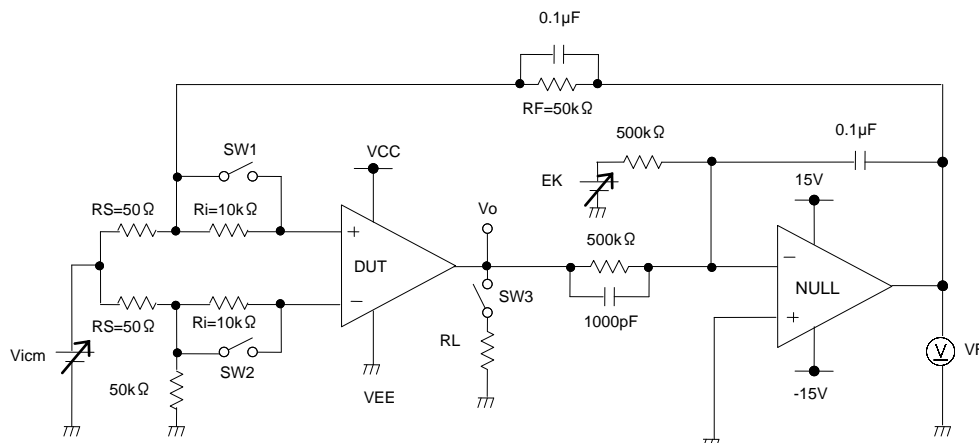 0.1µF
RF=50kΩ
500kΩ
0.1µF
SW1
VCC
EK
15V
RS=50Ω
Ri=10kΩ
Vo
500kΩ
+
DUT
−
−
NULL
+
RS=50Ω
Ri=10kΩ
SW3
1000pF
Vicm
SW2
RL
V
VF
50kΩ
VEE
-15V